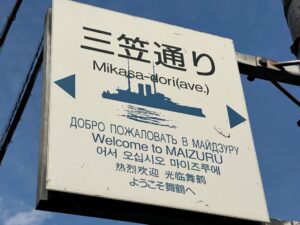 三笠通り
Mikasa-dori(ave.)
ДОБРО ПОЖАЛОВАТЬ В МАЙДЗУРУ
Welcome to MAIZURU
어서 오십시오 마이즈루에
热烈欢迎 光临舞鹤
ようこそ舞鶴へ